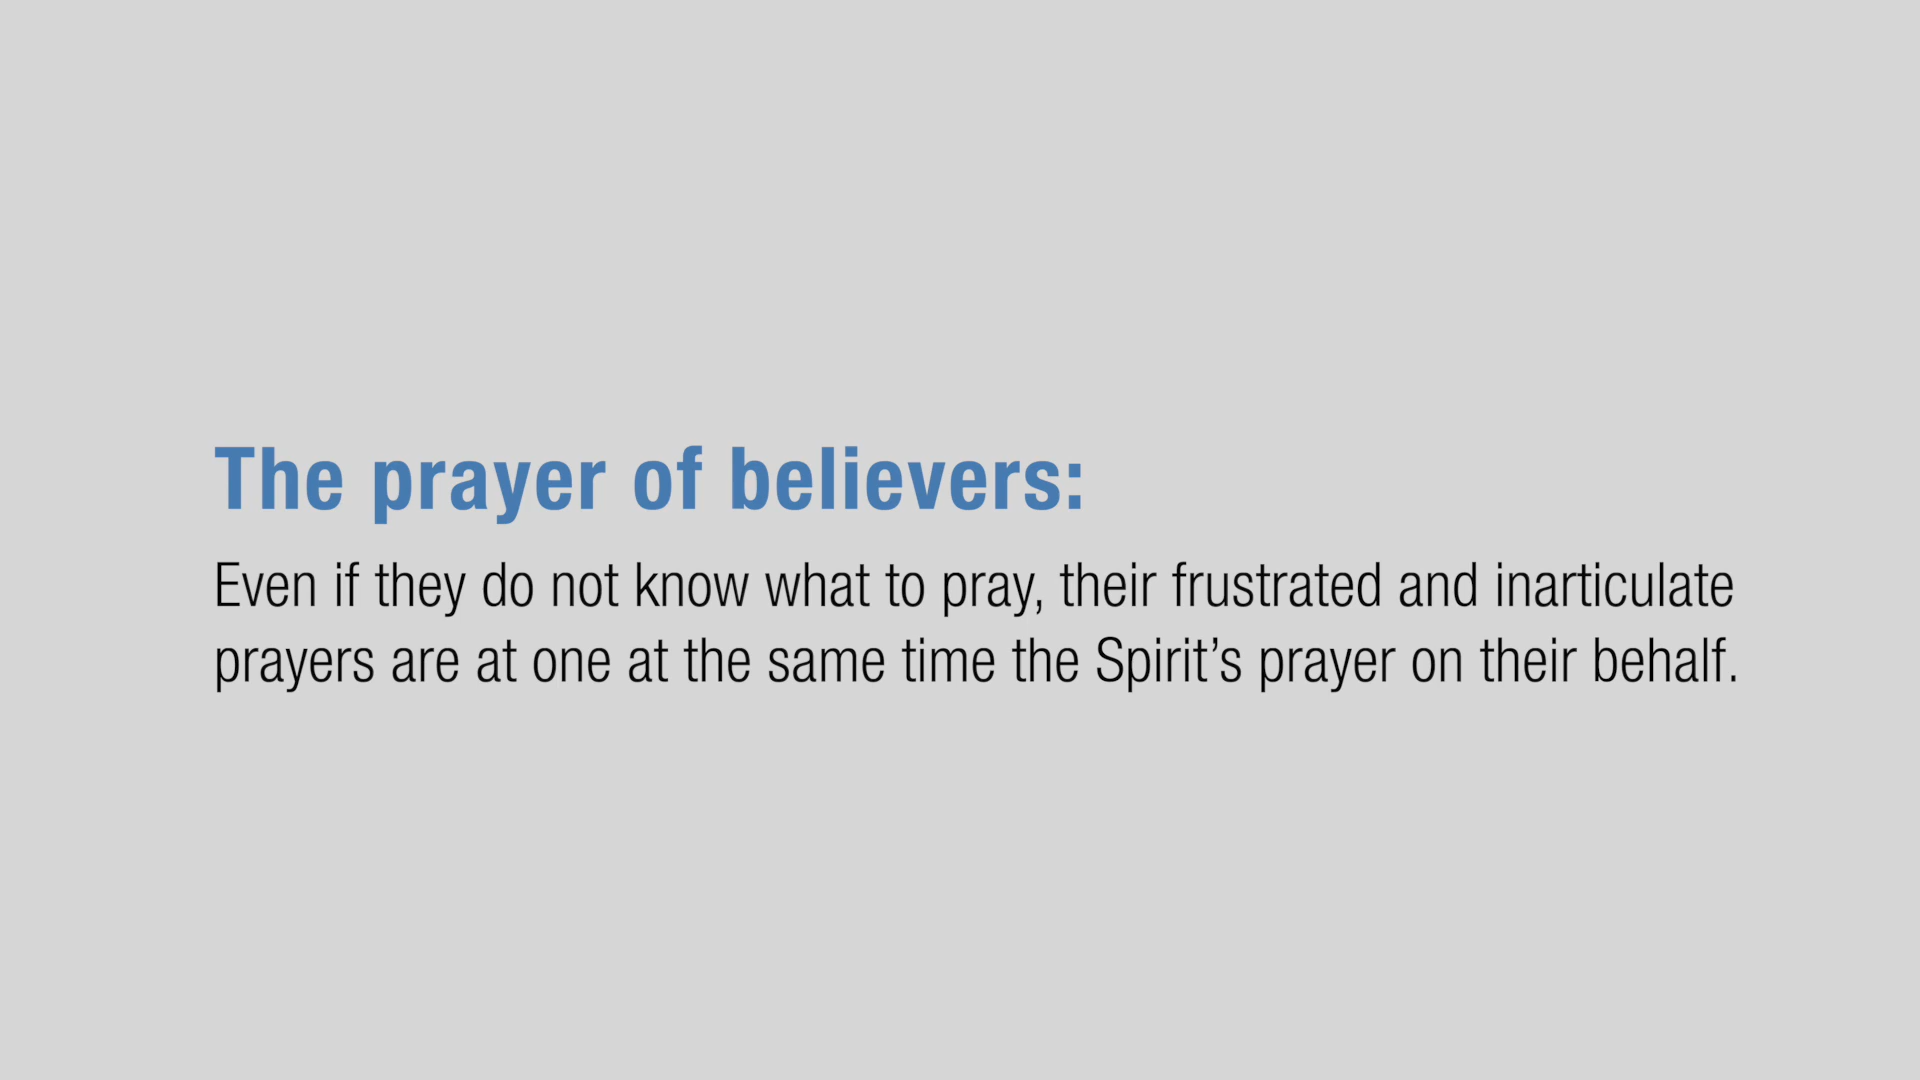 The prayer of believers:
Even if they do not know what to pray, their frustrated and inarticulate
prayers are at one at the same time the Spirit’s prayer on their behalf.